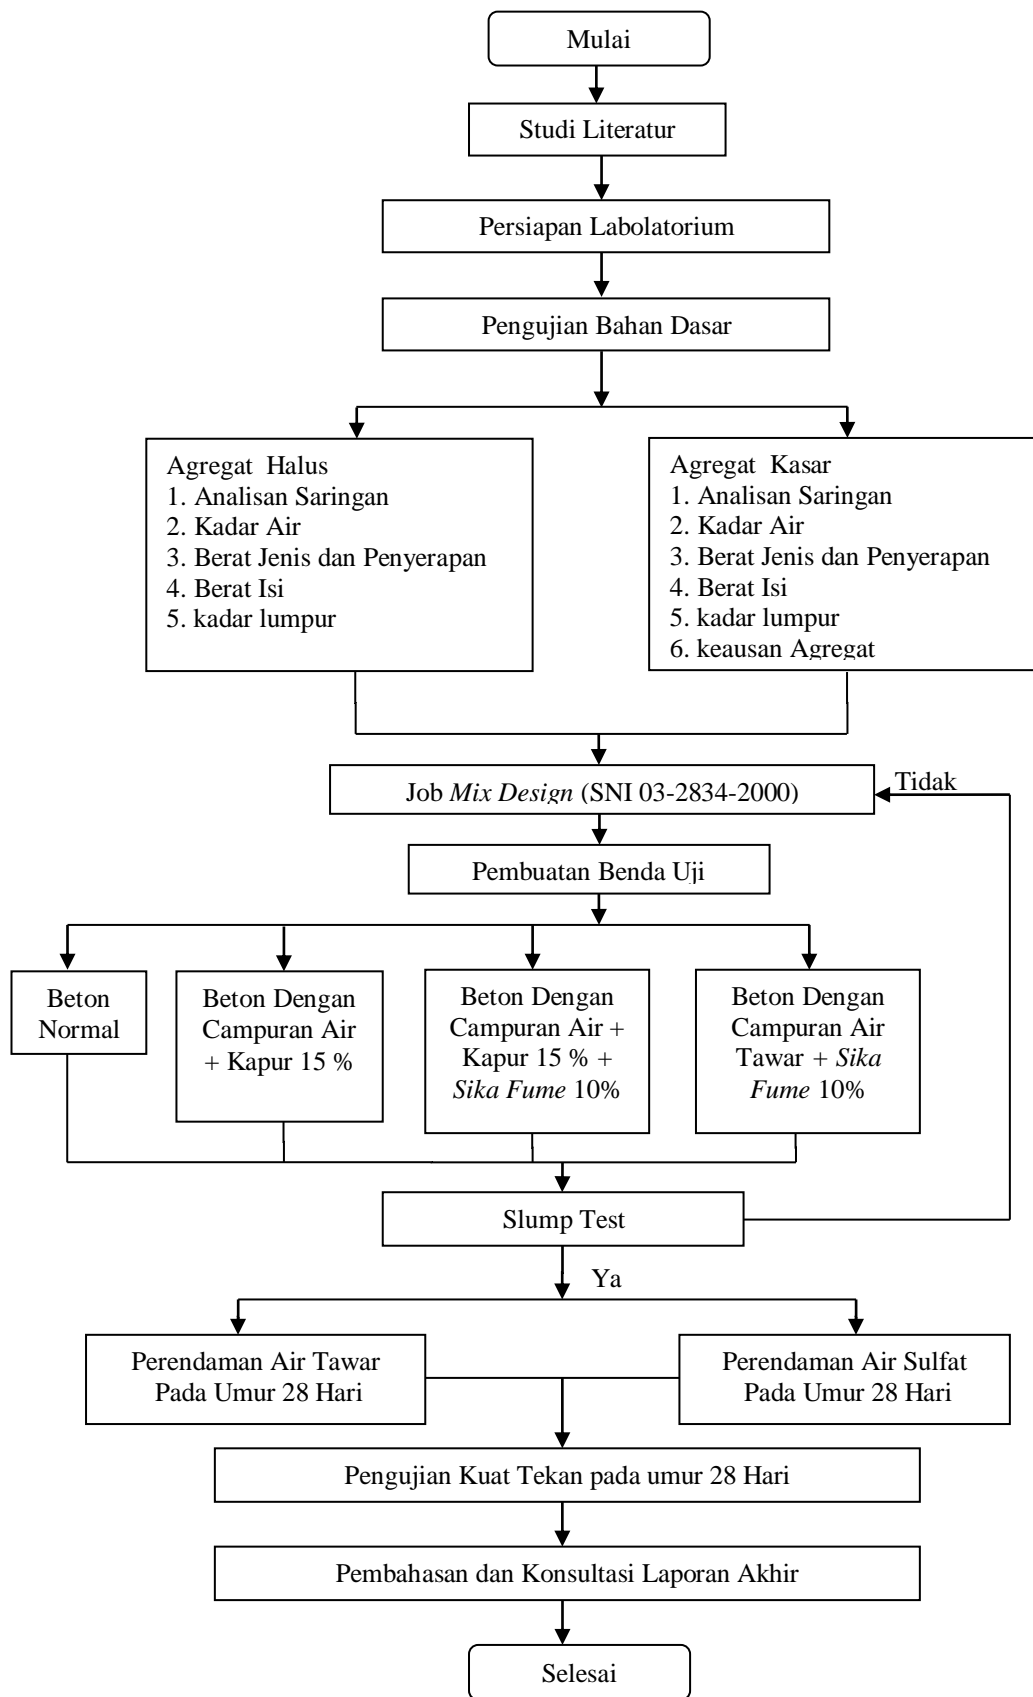 Mulai
Studi Literatur
Persiapan Labolatorium
Pengujian Bahan Dasar
Agregat Halus
1. Analisan Saringan
2. Kadar Air
3. Berat Jenis dan Penyerapan
4. Berat Isi
5. kadar lumpur
Agregat Kasar
1. Analisan Saringan
2. Kadar Air
3. Berat Jenis dan Penyerapan
4. Berat Isi
5. kadar lumpur
6. keausan Agregat
Job Mix Design (SNI 03-2834-2000)
Tidak
Pembuatan Benda Uji
Beton
Normal
Beton Dengan
Campuran Air
+ Kapur 15 %
Beton Dengan
Campuran Air +
Kapur 15 % +
Sika Fume 10%
Beton Dengan
Campuran Air
Tawar + Sika
Fume 10%
Slump Test
Ya
Perendaman Air Tawar
Pada Umur 28 Hari
Perendaman Air Sulfat
Pada Umur 28 Hari
Pengujian Kuat Tekan pada umur 28 Hari
Pembahasan dan Konsultasi Laporan Akhir
Selesai